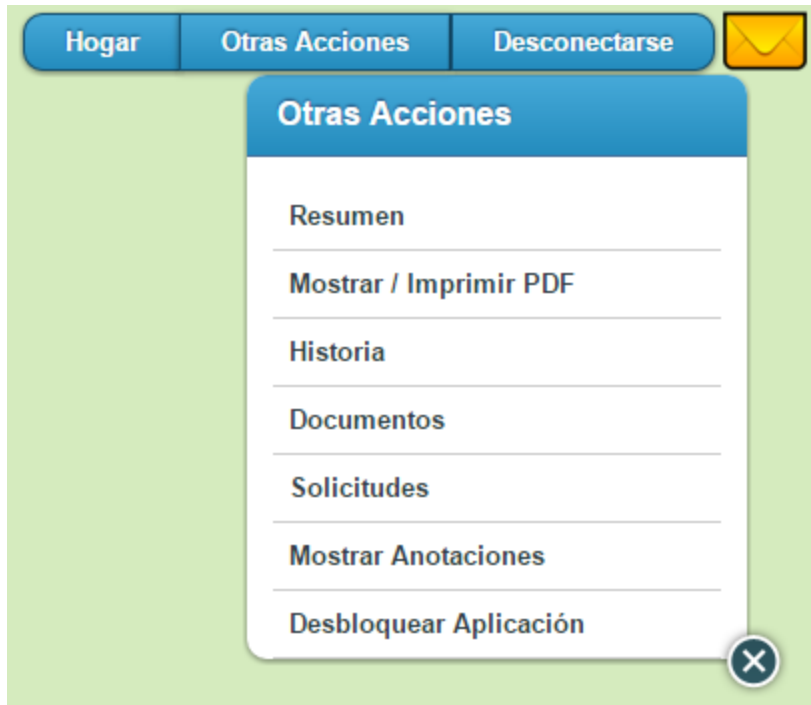 Hogar Otras Acciones Desconectarse
Otras Acciones
Resumen
Mostrar / Imprimir PDF
Historia
Documentos
Solicitudes
Mostrar Anotaciones
Desbloquear Aplicación